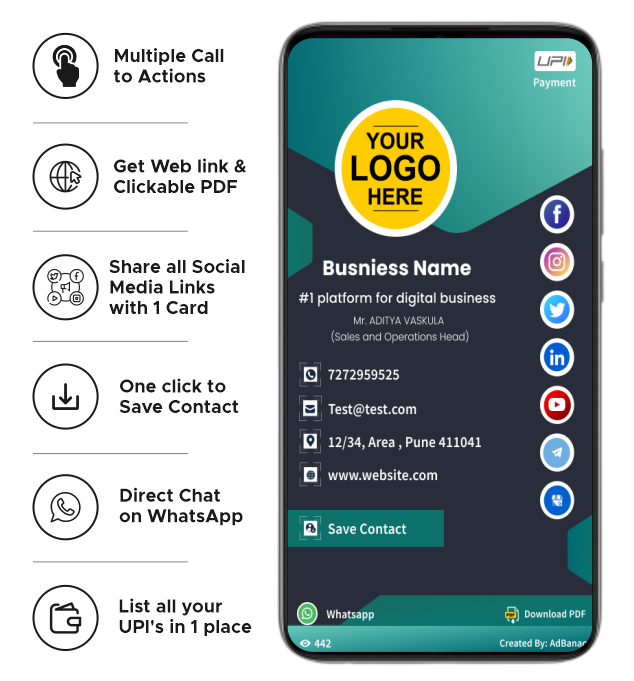 Multiple Call
to Actions
Get Web link &
Clickable PDF
Share all Social
Media Links
with 1 Card
One click to
Save Contact
Direct Chat
on WhatsApp
List all your
UPI's in 1 place
UPI
Payment
YOUR
LOGO
HERE
Busniess Name
#1 platform for digital business
Mr. ADITYA VASKULA
(Sales and Operations Head)
7272959525
Test@test.com
12/34, Area , Pune 411041
www.website.com
Save Contact
Whatsapp
PDF
Download PDF
442
Created By: AdBanao